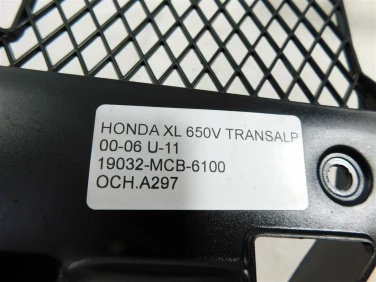 HONDA XL 650V TRANSALP
00-06 U-11
19032-MCB-6100
OCH.A297